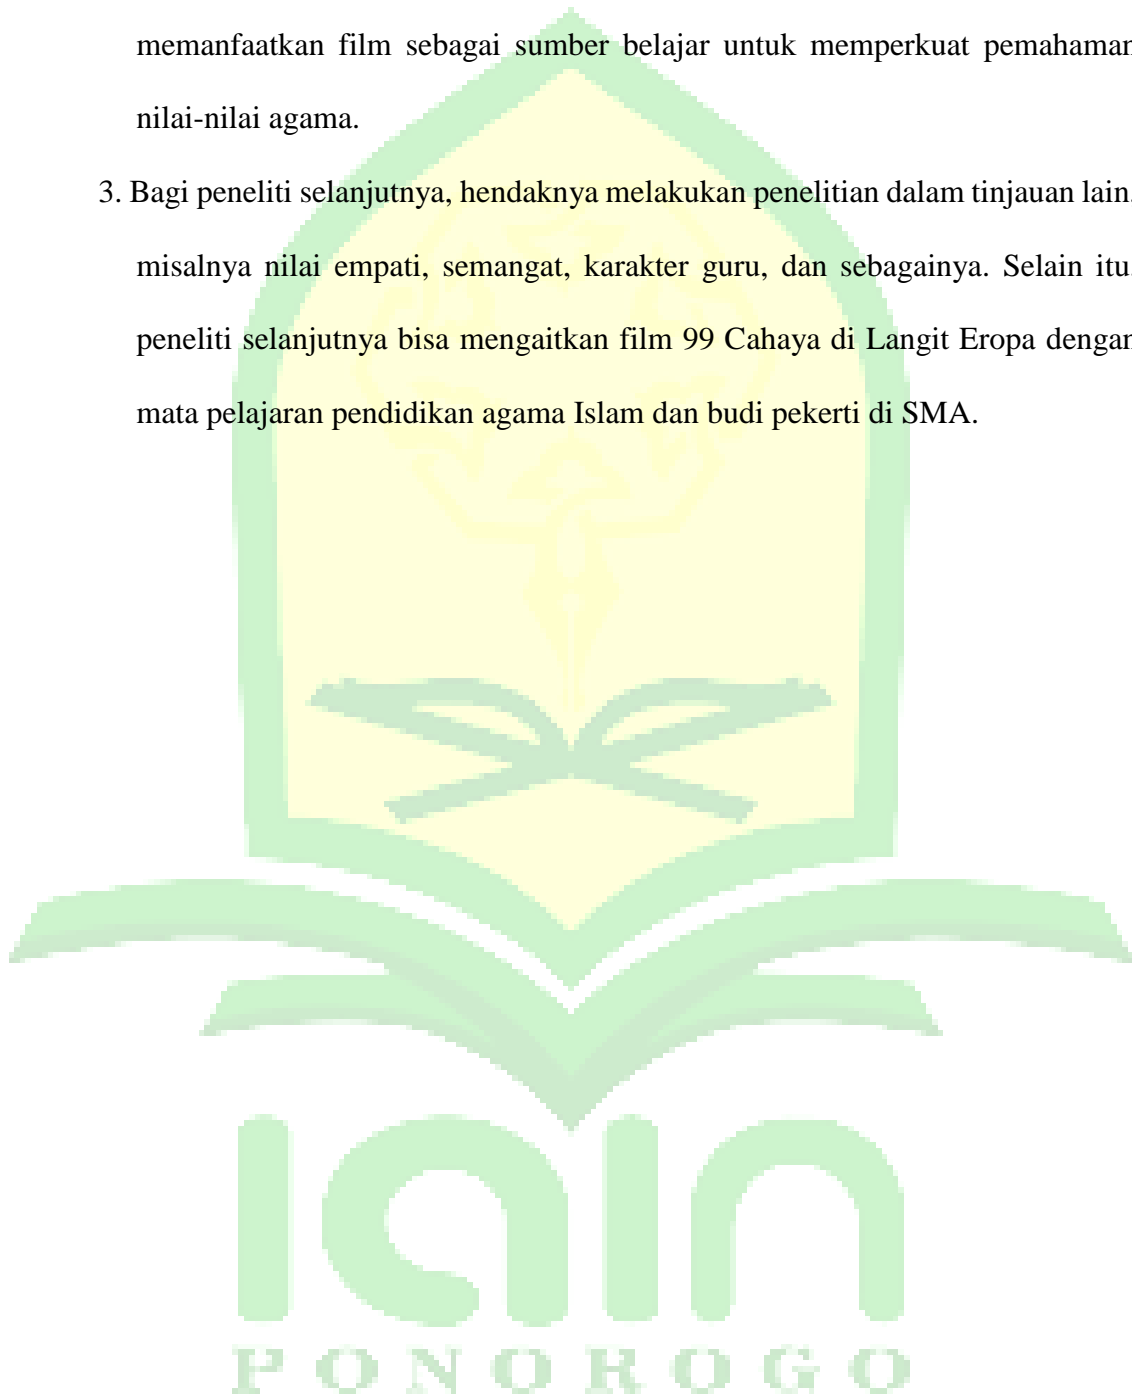 memanfaatkan film sebagai sumber belajar untuk memperkuat pemahaman
nilai-nilai agama.
3. Bagi peneliti selanjutnya, hendaknya melakukan penelitian dalam tinjauan lain,
misalnya nilai empati, semangat, karakter guru, dan sebagainya. Selain itu,
peneliti selanjutnya bisa mengaitkan film 99 Cahaya di Langit Eropa dengan
mata pelajaran pendidikan agama Islam dan budi pekerti di SMA.
iain
PONOROGO